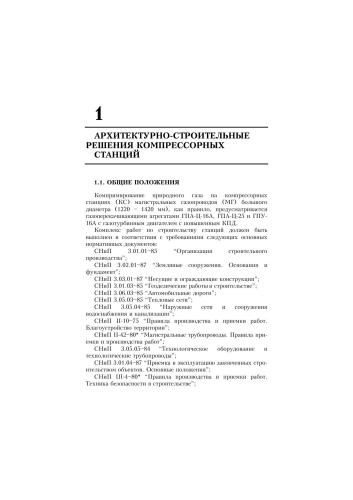 1
АРХИТЕКТУРНО-СТРОИТЕЛЬНЫЕ
РЕШЕНИЯ КОМПРЕССОРНЫХ
СТАНЦИЙ
1.1. ОБЩИЕ ПОЛОЖЕНИЯ
Компримирование природного газа на компрессорных
станциях (КС) магистральных газопроводов (МГ) большого
диаметра (1220 – 1420 мм), как правило, предусматривается
газоперекачивающими агрегатами ГПА-Ц-16А, ГПА-Ц-25 и ГПУ-
16А с газотурбинным двигателем с повышенным КПД.
Комплекс работ по строительству станций должен быть
выполнен в соответствии с требованиями следующих основных
нормативных документов:
СНиП 3.01.01–85 "Организация строительного
производства";
СНиП 3.02.01–87 "Земляные сооружения. Основания и
фундамент";
СНиП 3.03.01–87 "Несущие и ограждающие конструкции";
СНиП 3.01.03–85 "Геодезические работы в строительстве";
СНиП 3.06.03–85 "Автомобильные дороги";
СНиП 3.05.03–85 "Тепловые сети";
СНиП 3.05.04–85 "Наружные сети и сооружения
водоснабжения и канализации";
СНиП II-10–75 "Правила производства и приемки работ.
Благоустройство территории";
СНиП II-42–80* "Магистральные трубопроводы. Правила при-
емки и производства работ";
СНиП 3.05.05–84 "Технологическое оборудование и
технологические трубопроводы";
СНиП 3.01.04–87 "Приемка в эксплуатацию законченных стро-
ительством объектов. Основные положения";
СНиП III-4–80* "Правила производства и приемки работ.
Техника безопасности в строительстве";